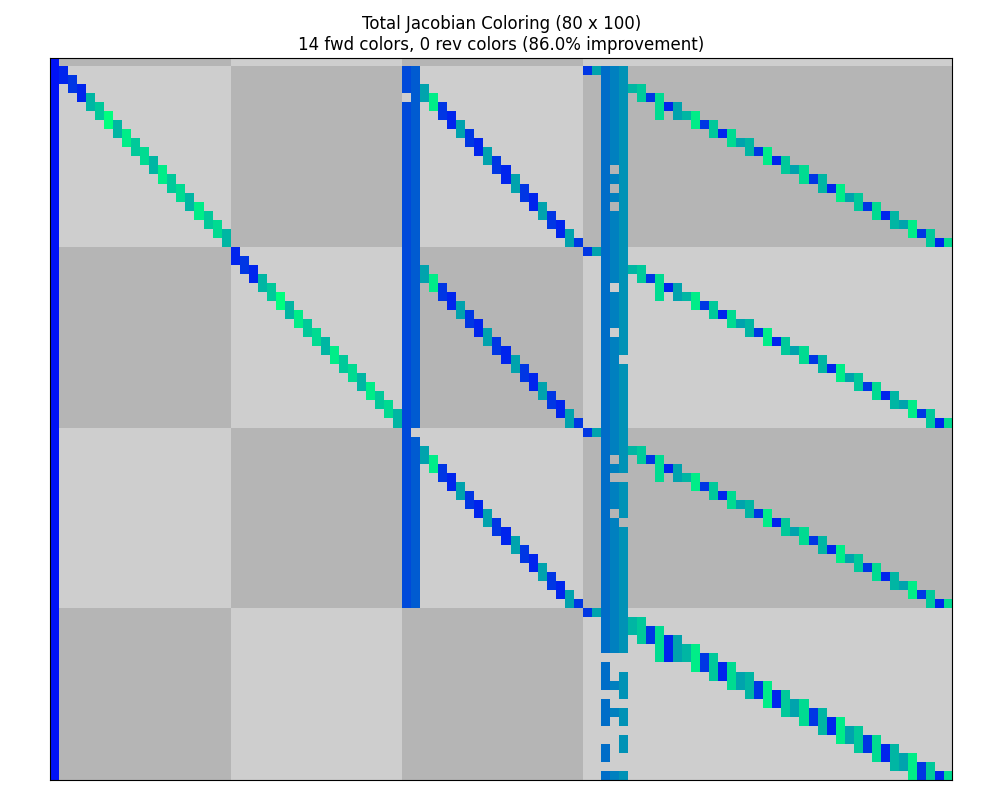 Total Jacobian Coloring (80 x 100)
14 fwd colors, 0 rev colors (86.0% improvement)